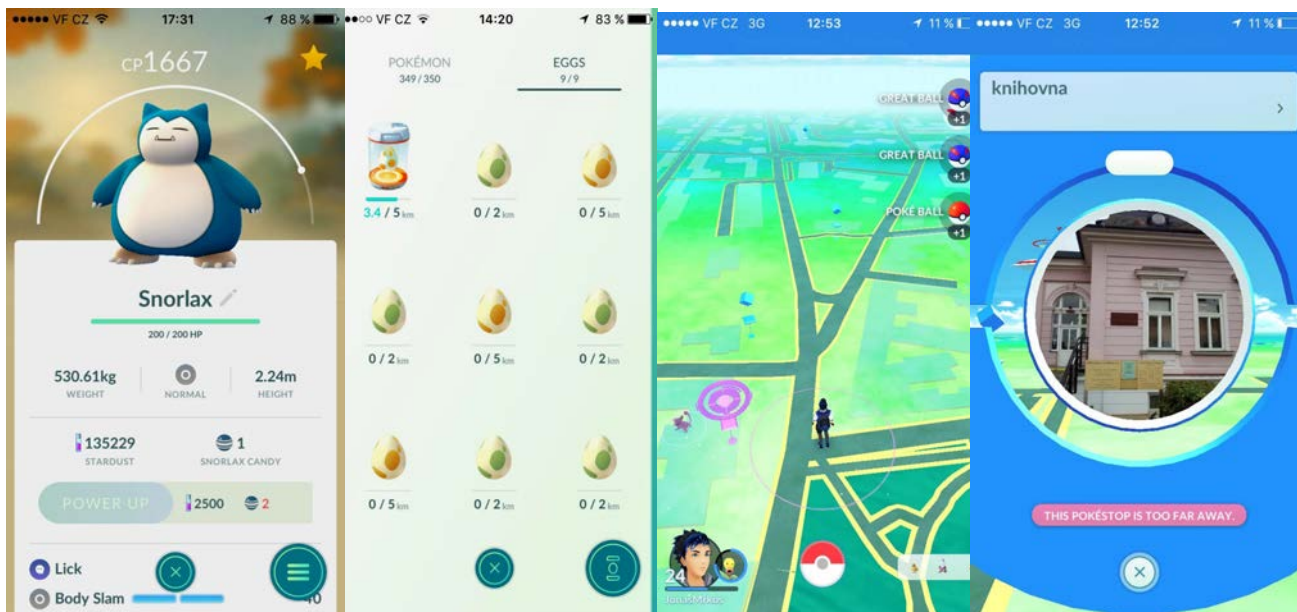 VF CZ 17:31 88 %
CP1667
Snorlax
200 / 200 HP
530.61kg
WEIGHT
NORMAL
2.24m
HEIGHT
135229
STARDUST
1
SNORLAX CANDY
POWER UP 2500 2
Lick
Body Slam 40
VF CZ 14:20 83 %
POKÉMON
349 / 350
EGGS
9 / 9
3.4 / 5 km 0 / 2 km 0 / 5 km
0 / 2 km 0 / 5 km 0 / 2 km
0 / 5 km 0 / 2 km 0 / 2 km
VF CZ 3G 12:53 11 %
GREAT BALL
+1
GREAT BALL
+1
POKÉ BALL
+1
24
VF CZ 3G 12:52 11 %
knihovna
THIS POKÉSTOP IS TOO FAR AWAY.